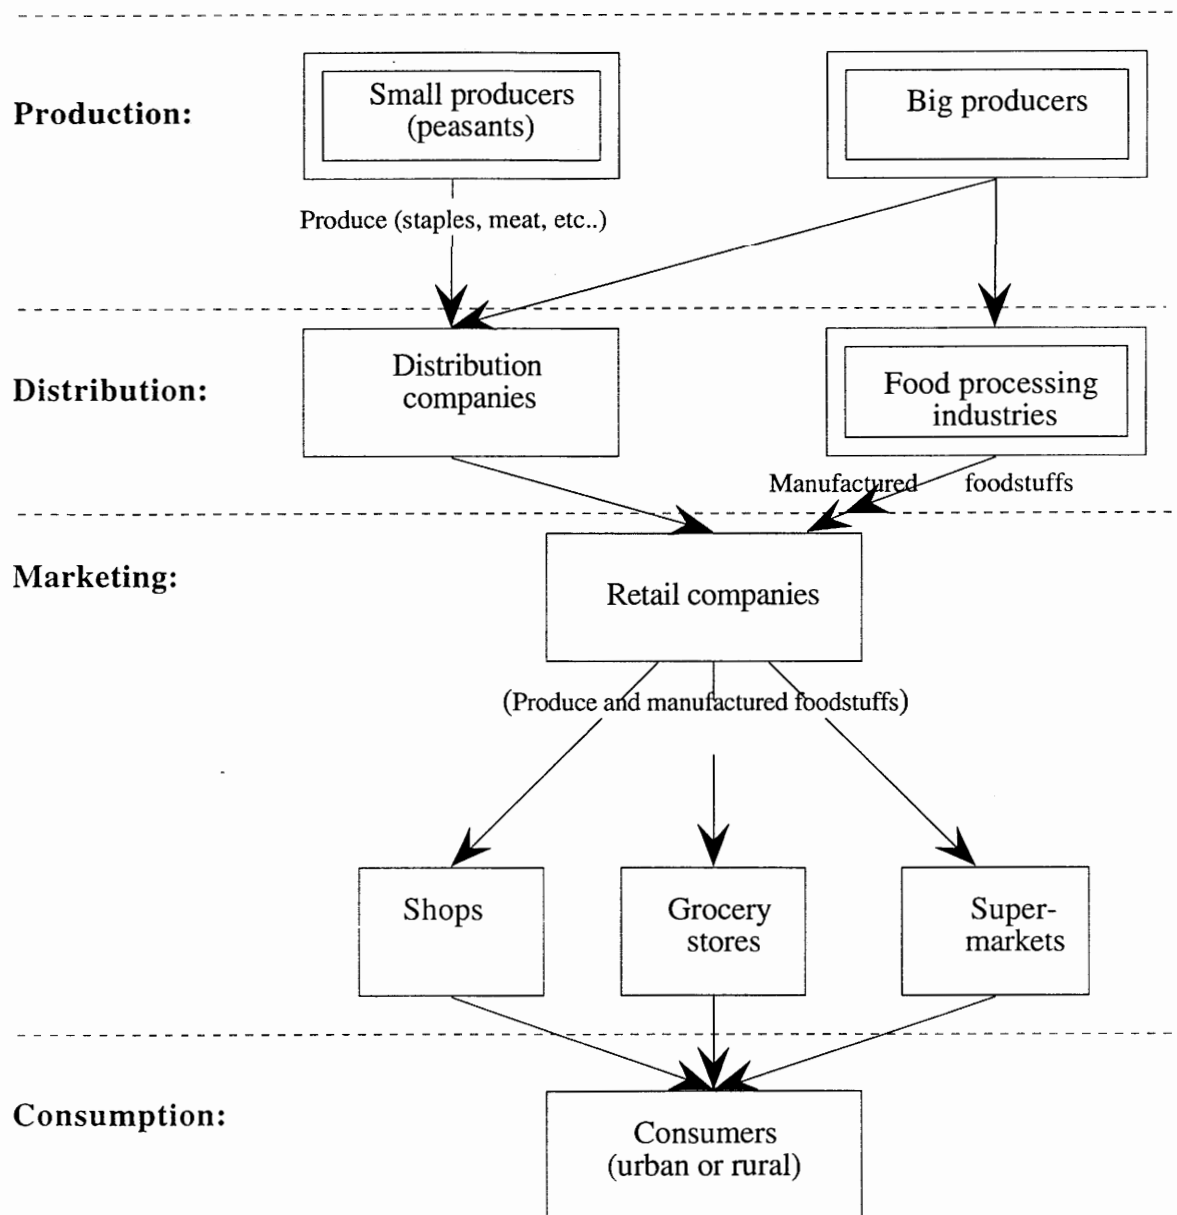 Production:
Small producers
(peasants)
Big producers
Produce (staples, meat, etc..)
Distribution:
Distribution
companies
Food processing
industries
Manufactured foodstuffs
Marketing:
Retail companies
(Produce and manufactured foodstuffs)
Shops
Grocery
stores
Super-
markets
Consumption:
Consumers
(urban or rural)